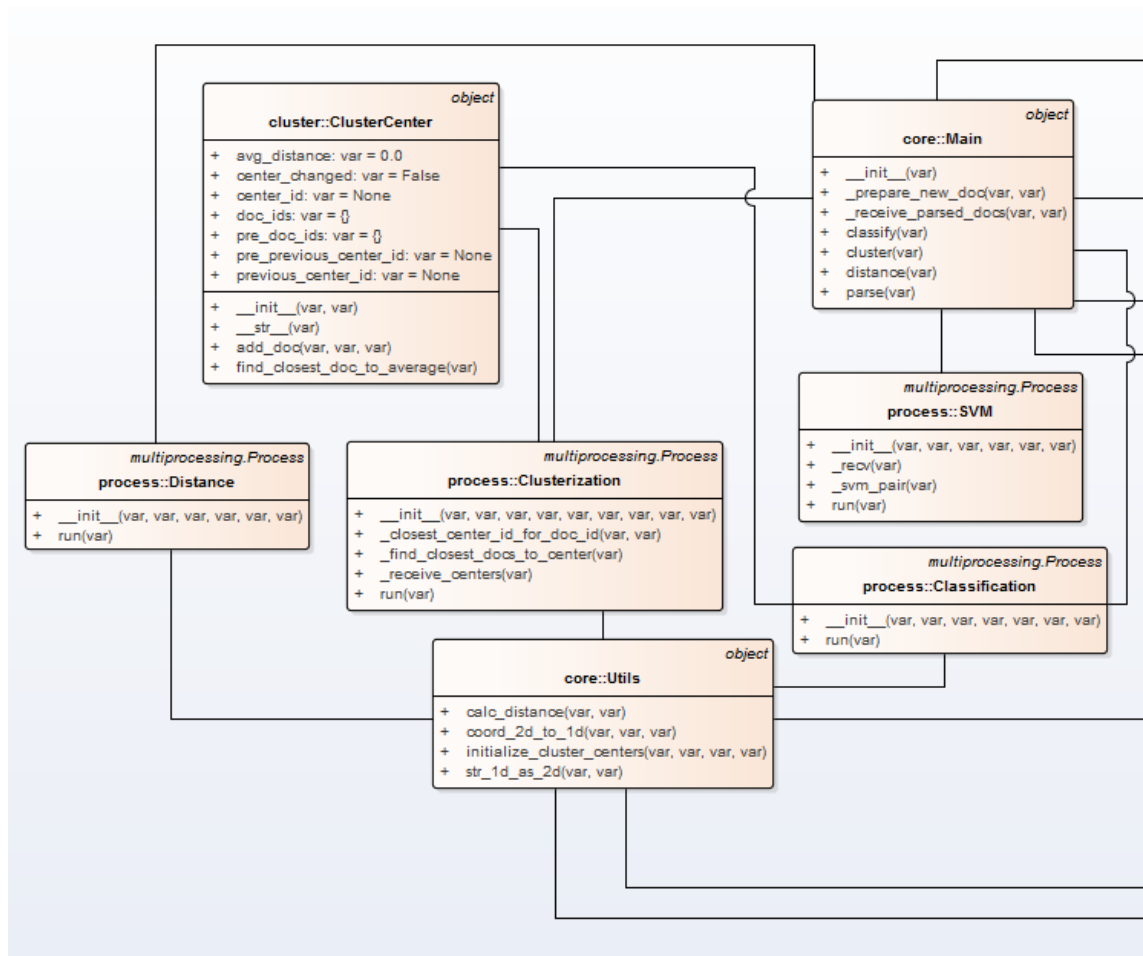 object
cluster::ClusterCenter
+ avg_distance: var = 0.0
+ center_changed: var = False
+ center_id: var = None
+ doc_ids: var = {}
+ pre_doc_ids: var = {}
+ pre_previous_center_id: var = None
+ previous_center_id: var = None
+ __init__(var, var)
+ __str__(var)
+ add_doc(var, var, var)
+ find_closest_doc_to_average(var)
object
core::Main
+ __init__(var)
+ _prepare_new_doc(var, var)
+ _receive_parsed_docs(var, var)
+ classify(var)
+ cluster(var)
+ distance(var)
+ parse(var)
multiprocessing.Process
process::SVM
+ __init__(var, var, var, var, var, var)
+ _recv(var)
+ _svm_pair(var)
+ run(var)
multiprocessing.Process
process::Distance
+ __init__(var, var, var, var, var, var)
+ run(var)
multiprocessing.Process
process::Clusterization
+ __init__(var, var, var, var, var, var, var, var, var)
+ _closest_center_id_for_doc_id(var, var)
+ _find_closest_docs_to_center(var)
+ _receive_centers(var)
+ run(var)
multiprocessing.Process
process::Classification
+ __init__(var, var, var, var, var, var, var)
+ run(var)
object
core::Utils
+ calc_distance(var, var)
+ coord_2d_to_1d(var, var, var)
+ initialize_cluster_centers(var, var, var, var)
+ str_1d_as_2d(var, var)